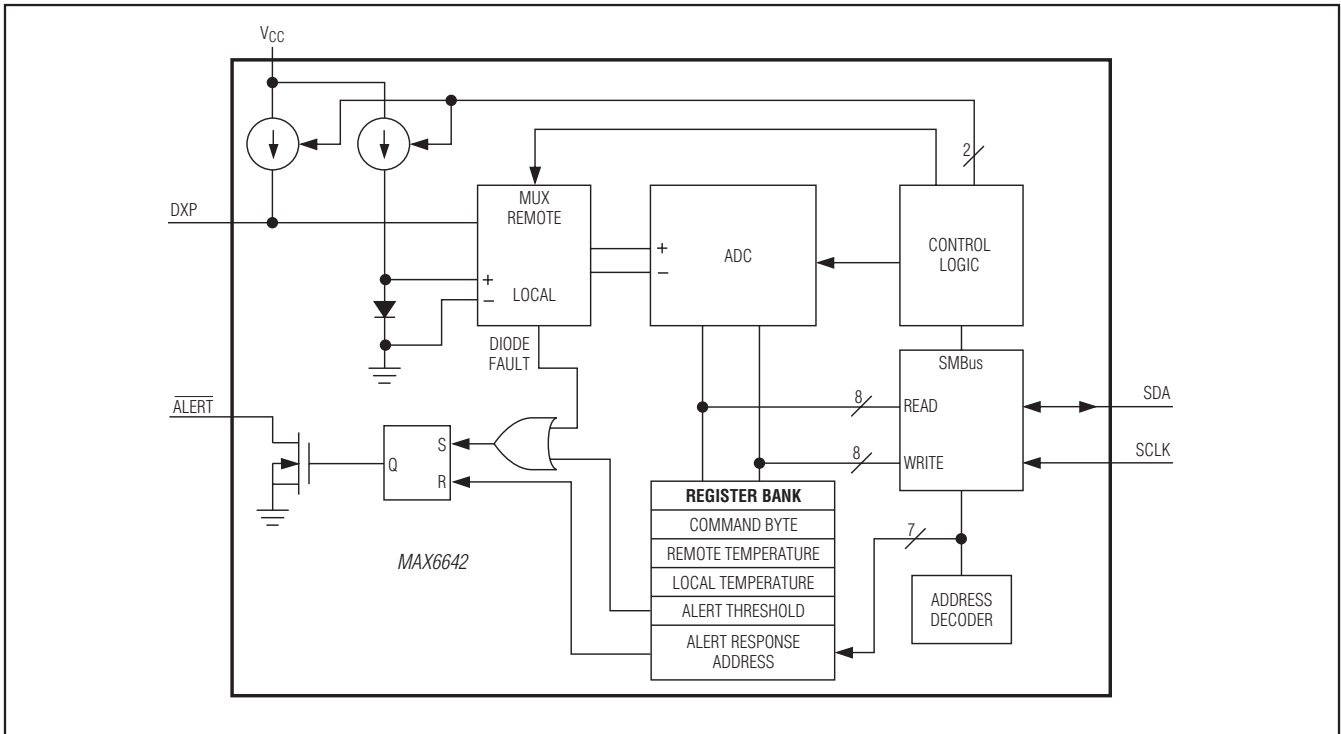 VCC
2
DXP
MUX
REMOTE
+
−
LOCAL
+
−
ADC
CONTROL
LOGIC
DIODE
FAULT
SMBus
READ
WRITE
8
8
SDA
SCLK
ALERT
S
Q
R
MAX6642
REGISTER BANK
COMMAND BYTE
REMOTE TEMPERATURE
LOCAL TEMPERATURE
ALERT THRESHOLD
ALERT RESPONSE
ADDRESS
7
ADDRESS
DECODER